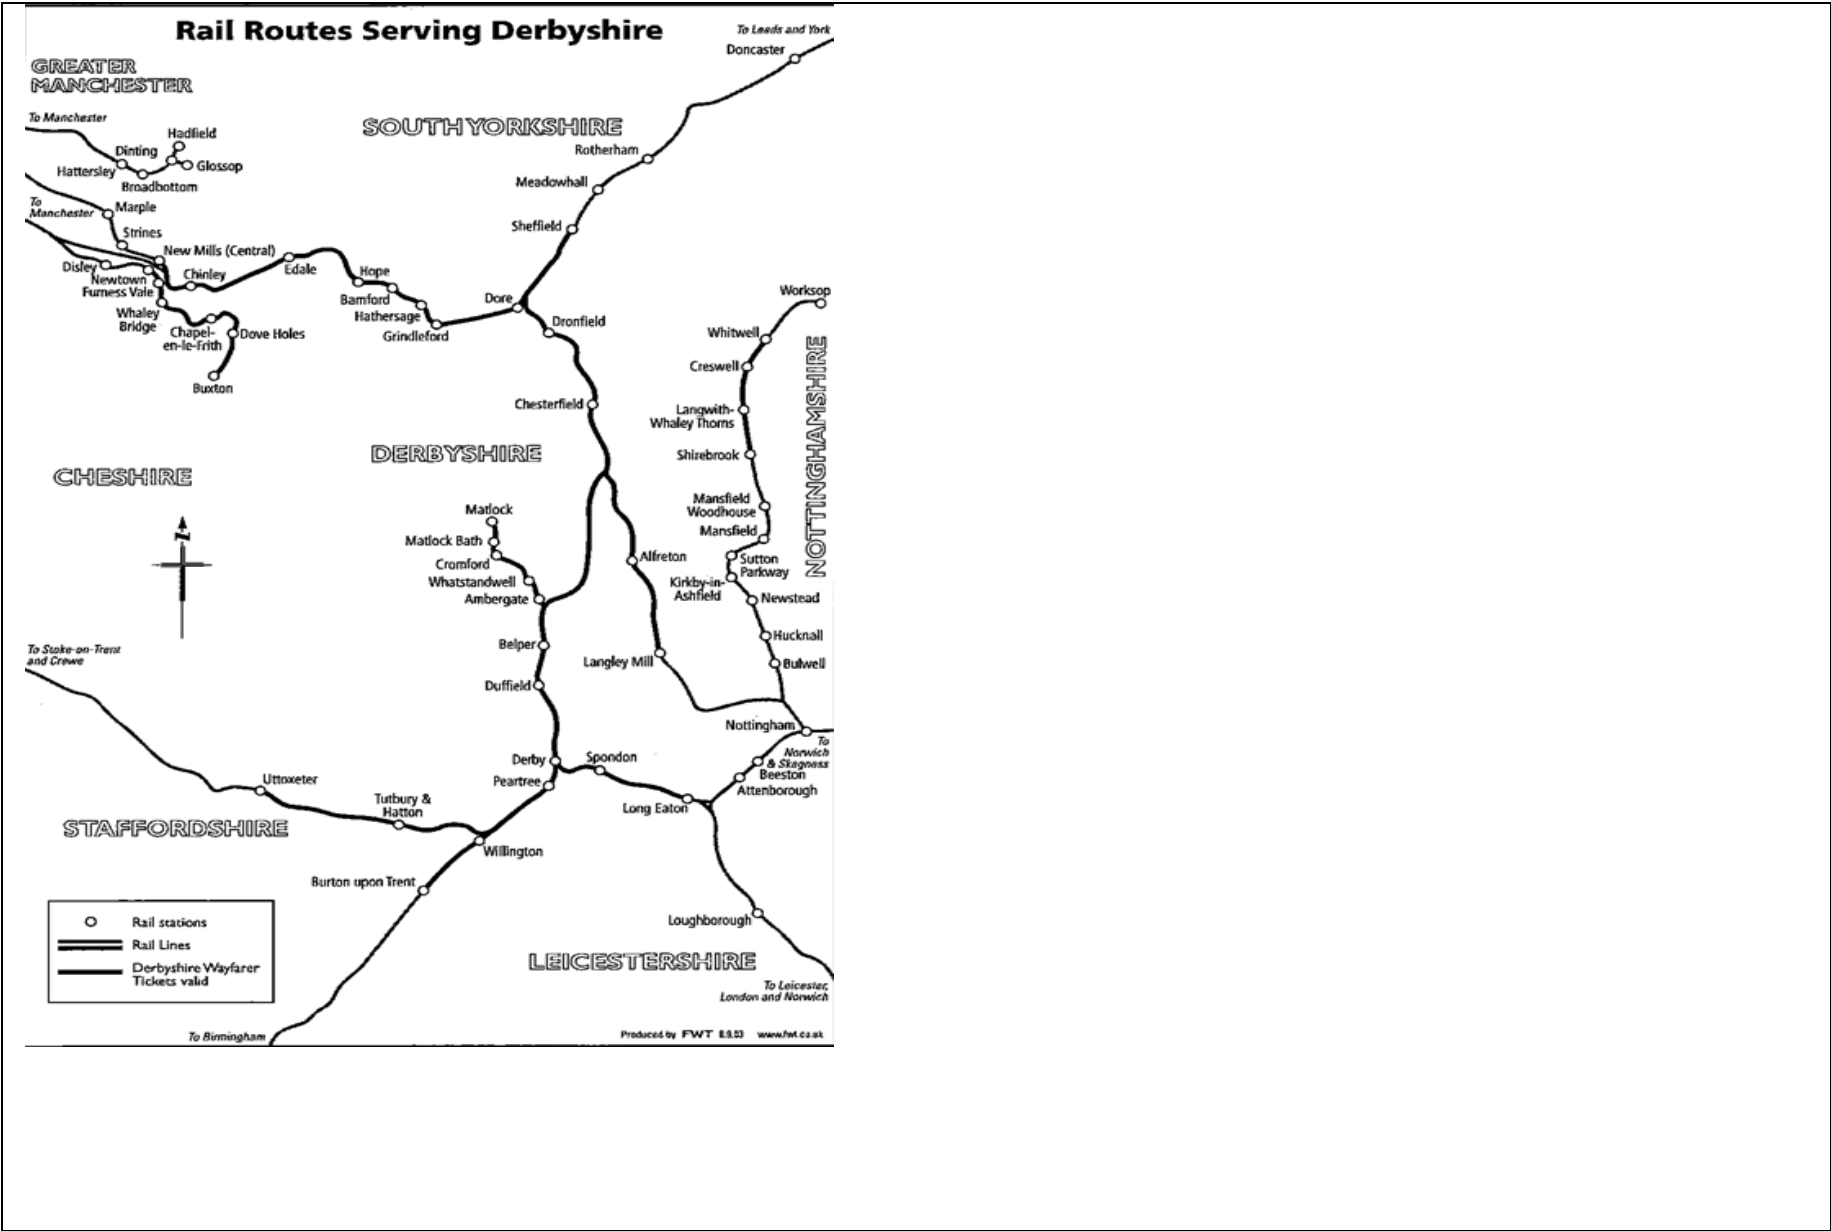 Rail Routes Serving Derbyshire
To Leeds and York
Doncaster
GREATER
MANCHESTER
To Manchester
Hadfield
Dinting
Glossop
Hattersley
Broadbottom
SOUTH YORKSHIRE
Rotherham
Meadowhall
To
Manchester
Marple
Strines
Sheffield
New Mills (Central)
Disley
Newtown
Furness Vale
Chinley
Edale
Hope
Bamford
Hathersage
Grindleford
Dore
Dronfield
Whaley
Bridge
Chapel-
en-le-Frith
Dove Holes
Buxton
Worksop
Whitwell
Creswell
Langwith-
Whaley Thorns
Shirebrook
NOTTINGHAMSHIRE
Chesterfield
DERBYSHIRE
CHESHIRE
Mansfield
Woodhouse
Mansfield
Sutton
Parkway
Kirkby-in-
Ashfield
Newstead
Hucknall
Bulwell
Matlock
Matlock Bath
Cromford
Whatstandwell
Ambergate
Alfreton
Z
Belper
Langley Mill
Duffield
To Stoke-on-Trent
and Crewe
Nottingham
To
Norwich
& Skegness
Beeston
Attenborough
Derby
Spondon
Peartree
Long Eaton
Uttoxeter
Tutbury &
Hatton
STAFFORDSHIRE
Willington
Burton upon Trent
Loughborough
LEICESTERSHIRE
To Leicester,
London and Norwich
Rail stations
Rail Lines
Derbyshire Wayfarer
Tickets valid
To Birmingham
Produced by FWT 8.9.03 www.fwt.co.uk